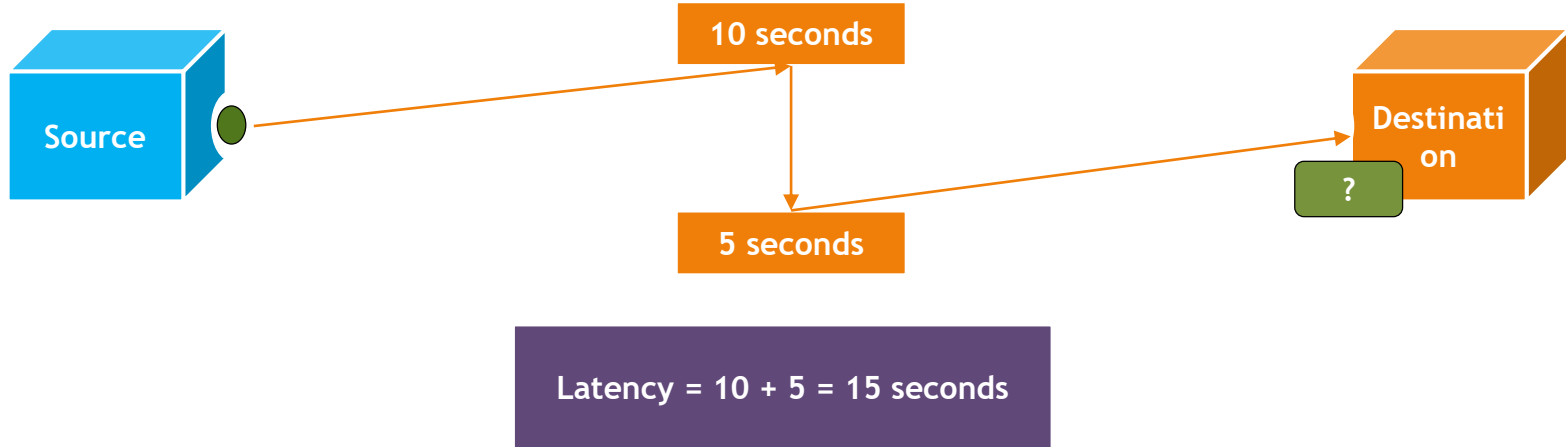 10 seconds
Source
Destinati
on
?
5 seconds
Latency = 10 + 5 = 15 seconds